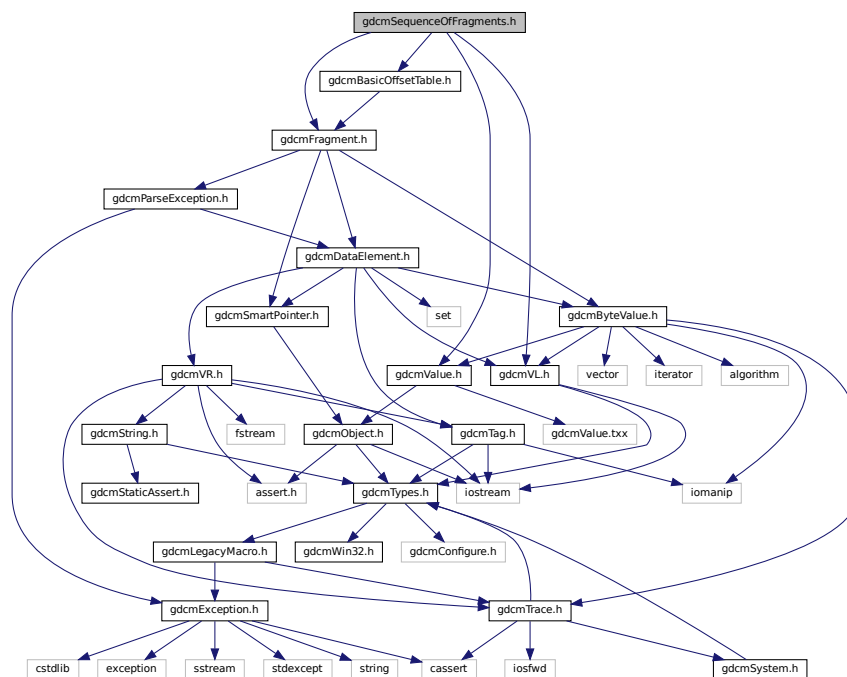 gdcmSequenceOfFragments.h
gdcmBasicOffsetTable.h
gdcmFragment.h
gdcmParseException.h
gdcmDataElement.h
gdcmSmartPointer.h
set
gdcmByteValue.h
gdcmVR.h
gdcmValue.h
gdcmVL.h
vector
iterator
algorithm
gdcmString.h
fstream
gdcmObject.h
gdcmTag.h
gdcmValue.txx
gdcmStaticAssert.h
assert.h
gdcmTypes.h
iostream
iomanip
gdcmLegacyMacro.h
gdcmWin32.h
gdcmConfigure.h
gdcmException.h
gdcmTrace.h
cstdlib
exception
sstream
stdexcept
string
cassert
iosfwd
gdcmSystem.h